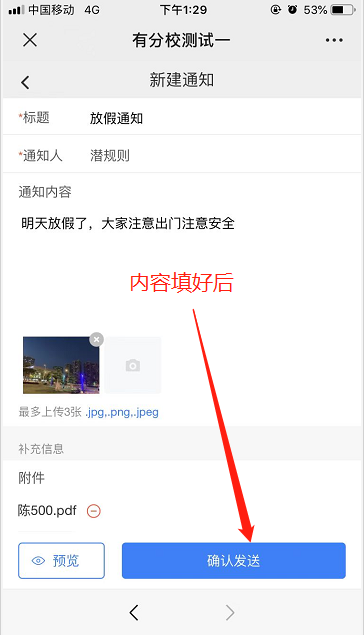 中国移动 4G 下午1:29 53%
有分校测试一
新建通知
*标题 放假通知
*通知人 潜规则
通知内容
明天放假了，大家注意出门注意安全
内容填好后
最多上传3张 .jpg,.png,.jpeg
补充信息
附件
陈500.pdf
预览 确认发送